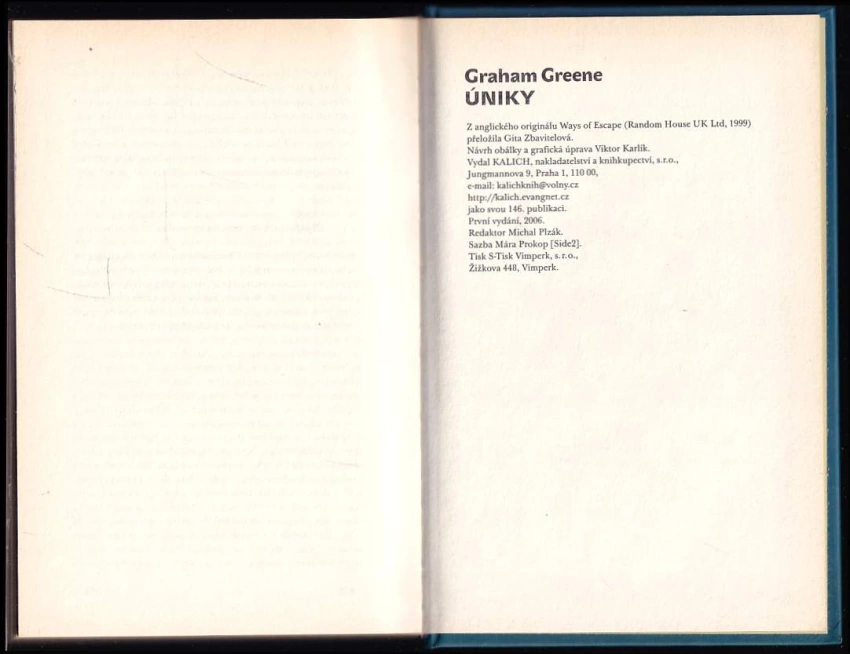 Graham Greene
ÚNIKY
Z anglického originálu Ways of Escape (Random House UK Ltd, 1999)
přeložila Gita Zbavitelová.
Návrh obálky a grafická úprava Viktor Karlík.
Vydal KALICH, nakladatelství a knihkupectví, s.r.o.,
Jungmannova 9, Praha 1, 110 00,
e-mail: kalichknih@volny.cz
http://kalich.evangnet.cz
jako svou 146. publikaci.
První vydání, 2006.
Redaktor Michal Plzák.
Sazba Mára Prokop [Side2].
Tisk S-Tisk Vimperk, s.r.o.,
Žižkova 448, Vimperk.